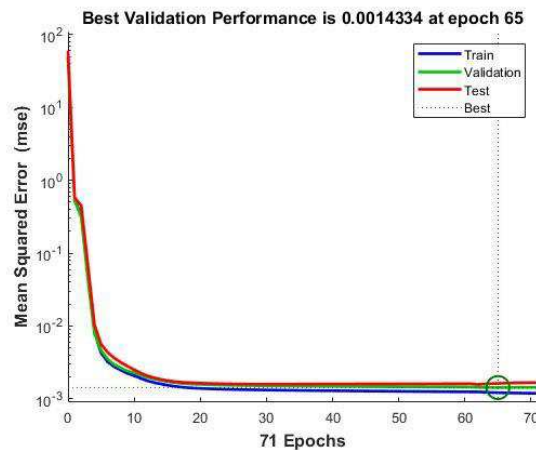 Best Validation Performance is 0.0014334 at epoch 65
Mean Squared Error (mse)
10^2
10^1
10^0
10^-1
10^-2
10^-3
Train
Validation
Test
Best
0 10 20 30 40 50 60 70
71 Epochs